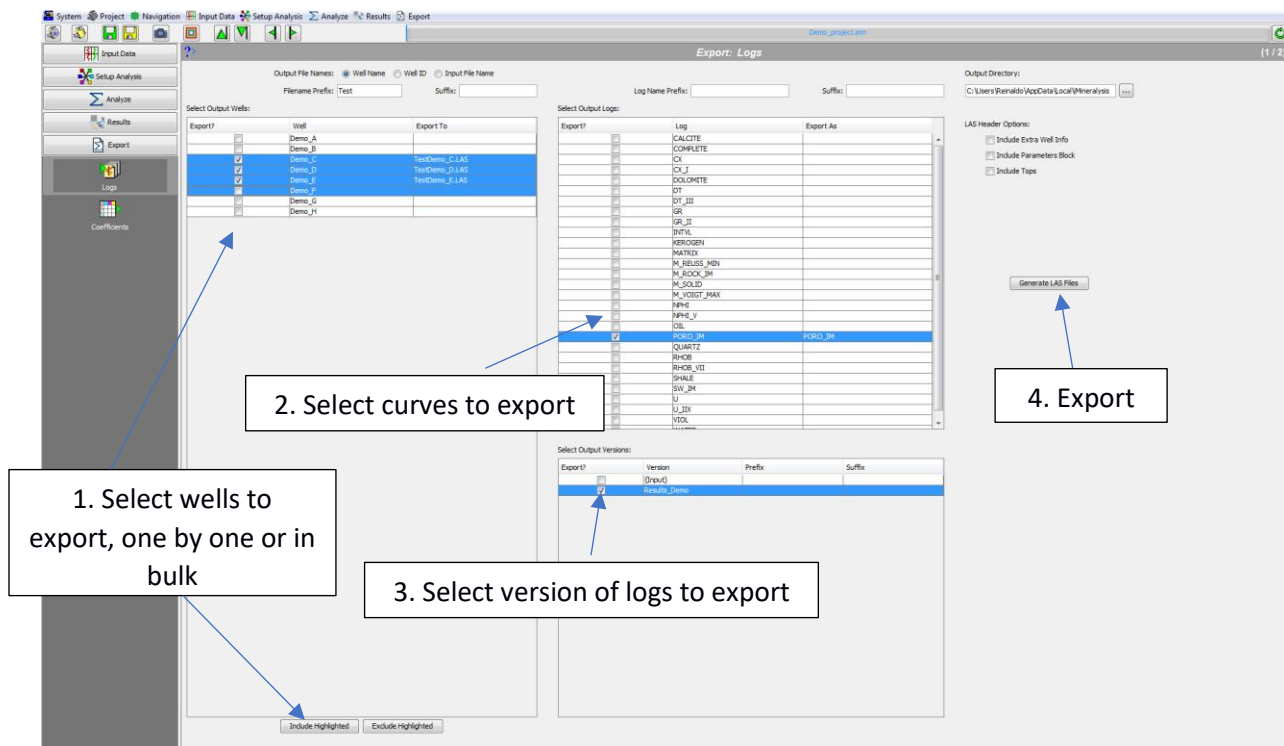 System Project Navigation Input Data Setup Analysis Analyze Results Export
Demo_project.imn
Input Data
Setup Analysis
Analyze
Results
Export
Logs
Coefficients
Export: Logs
(1 / 2)
Output File Names: Well Name Well ID Input File Name
Filename Prefix: Test Suffix:
Select Output Wells:
Export? Well Export To
Demo_A
Demo_B
Demo_C TestDemo_C.LAS
Demo_D TestDemo_D.LAS
Demo_E TestDemo_E.LAS
Demo_F
Demo_G
Demo_H
Log Name Prefix: Suffix:
Select Output Logs:
Export? Log Export As
CALCITE
COMPLETE
CX
CX_I
DOLOMITE
DT
DT_III
GR
GR_II
INTVL
KEROGEN
MATRIX
M_REUSS_MIN
M_ROCK_IM
M_SOLID
M_VOIGT_MAX
NPHI
NPHI_V
OIL
PORO_IM PORO_IM
QUARTZ
RHOB
RHOB_VII
SHALE
SW_IM
U
U_IIX
VIOL
Select Output Versions:
Export? Version Prefix Suffix
(Input)
Results_Demo
Output Directory:
C:\Users\Reinaldo\AppData\Local\Mineralysis ...
LAS Header Options:
Include Extra Well Info
Include Parameters Block
Include Tops
Generate LAS Files
1. Select wells to
export, one by one or in
bulk
2. Select curves to export
3. Select version of logs to export
4. Export
Include Highlighted Exclude Highlighted